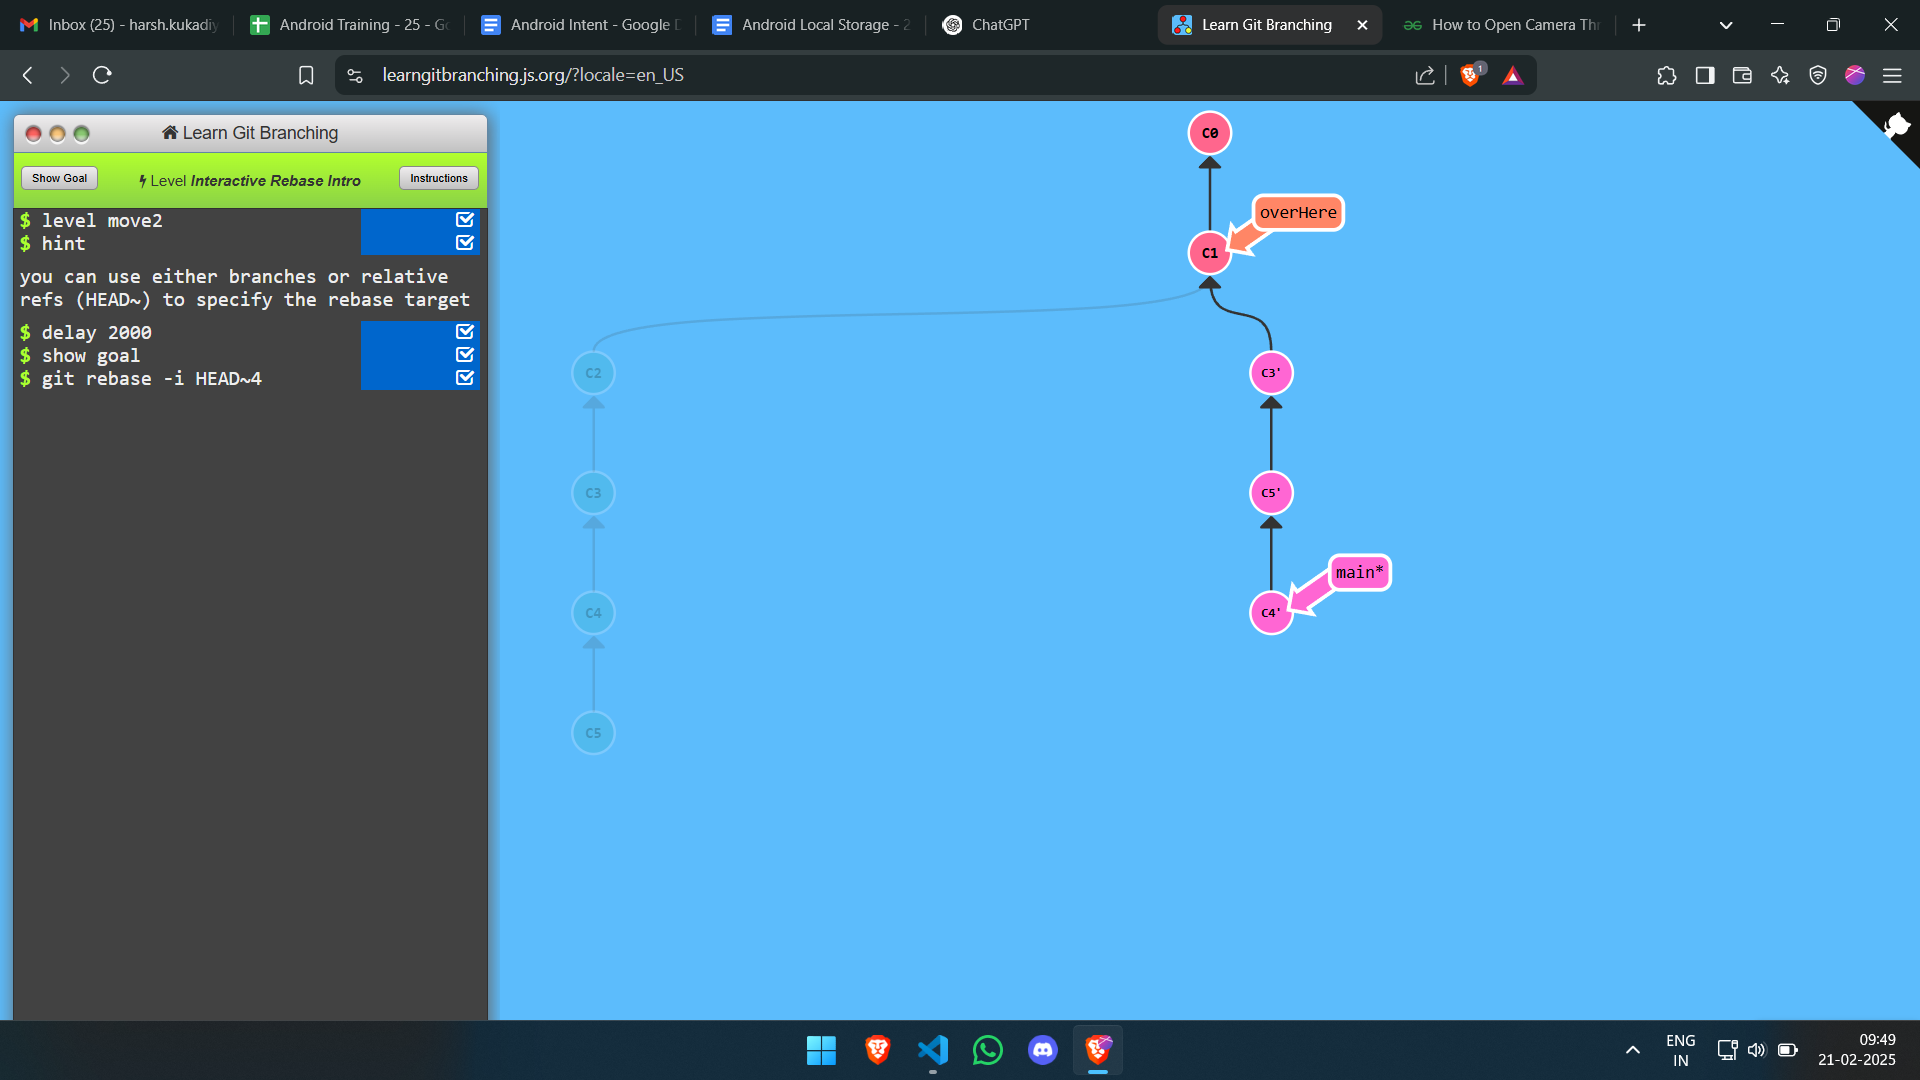 Inbox (25) - harsh.kukadiy
Android Training - 25 - Go
Android Intent - Google D
Android Local Storage - 2
ChatGPT
Learn Git Branching
How to Open Camera Thr
learngitbranching.js.org/?locale=en_US
1
Learn Git Branching
Show Goal
Level Interactive Rebase Intro
Instructions
$ level move2
$ hint
you can use either branches or relative
refs (HEAD~) to specify the rebase target
$ delay 2000
$ show goal
$ git rebase -i HEAD~4
C0
overHere
C1
C2
C3'
C3
C5'
main*
C4
C4'
C5
ENG
IN
09:49
21-02-2025